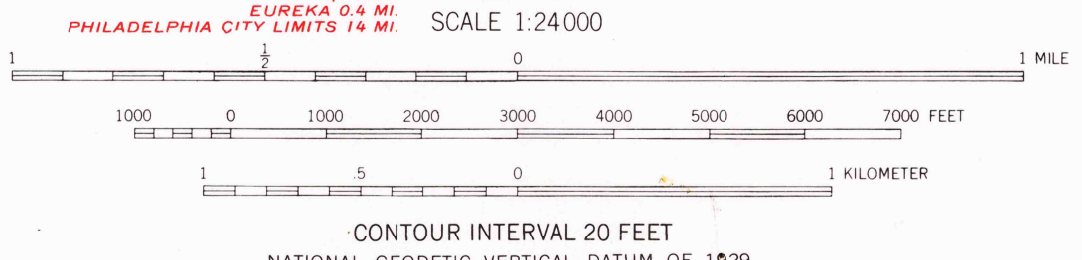 EUREKA 0.4 MI.
PHILADELPHIA CITY LIMITS 14 MI.
SCALE 1:24000
1 1/2 0 1 MILE
1000 0 1000 2000 3000 4000 5000 6000 7000 FEET
1 .5 0 1 KILOMETER
CONTOUR INTERVAL 20 FEET
NATIONAL GEODETIC VERTICAL DATUM OF 1929